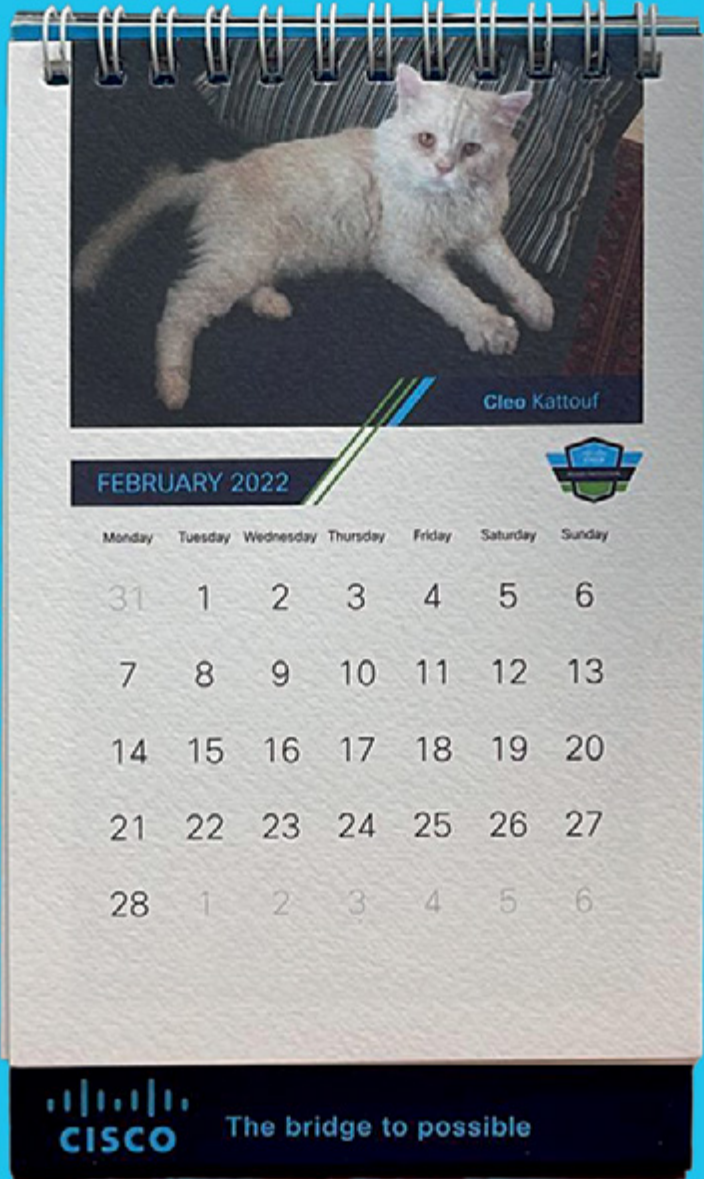 Cleo Kattouf
FEBRUARY 2022
Monday Tuesday Wednesday Thursday Friday Saturday Sunday
31 1 2 3 4 5 6
7 8 9 10 11 12 13
14 15 16 17 18 19 20
21 22 23 24 25 26 27
28 1 2 3 4 5 6
CISCO The bridge to possible